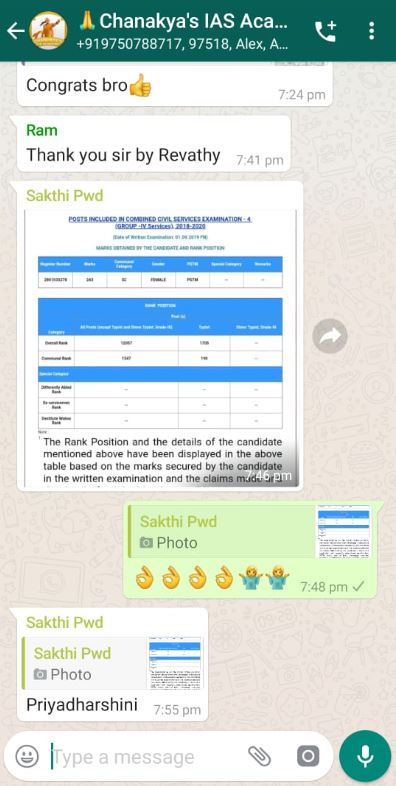 🙏 Chanakya's IAS Aca...
+919750788717, 97518, Alex, A...
Congrats bro👍
7:24 pm
Ram
Thank you sir by Revathy 7:41 pm
Sakthi Pwd
POSTS INCLUDED IN COMBINED CIVIL SERVICES EXAMINATION - 4
(GROUP -IV Services), 2018-2020
(Date of Written Examination: 01.09.2019 FN)
MARKS OBTAINED BY THE CANDIDATE AND RANK POSITION
Register Number Marks Communal Category Gender PSTM Special Category Remarks
243 SC FEMALE PSTM -- --
RANK POSITION
Post (s)
Category All Posts (except Typist and Steno Typist, Grade-III) Typist Steno Typist, Grade-III
Overall Rank 12057 --
Communal Rank 1347 --
Special Category
Differently Abled Rank -- -- --
Ex-servicemen Rank -- -- --
Destitute Widow Rank -- -- --
Note:
1. The Rank Position and the details of the candidate
mentioned above have been displayed in the above
table based on the marks secured by the candidate
in the written examination and the claims made
7:46 pm
Sakthi Pwd
Photo
👌👌👌👌🤷‍♂️🤷‍♂️ 7:48 pm
Sakthi Pwd
Sakthi Pwd
Photo
Priyadharshini 7:55 pm
Type a message